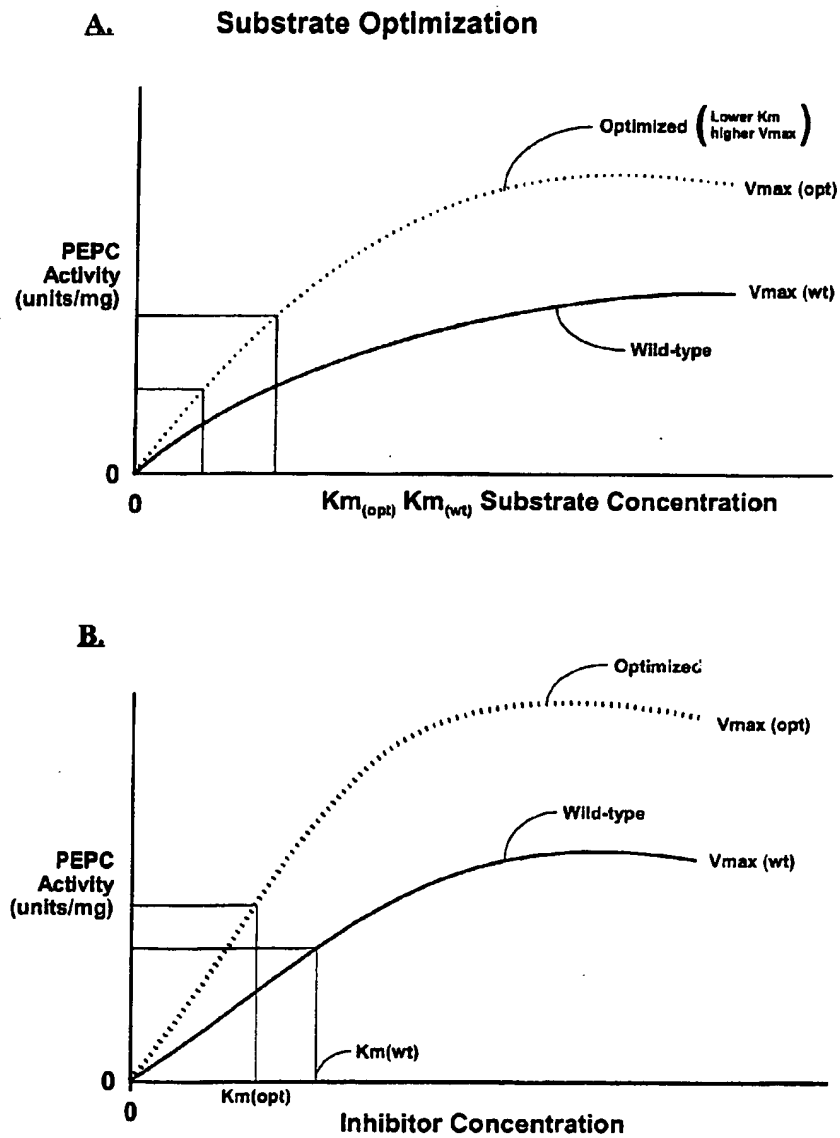 A. Substrate Optimization
Optimized (Lower Km
higher Vmax)
Vmax (opt)
PEPC
Activity
(units/mg)
Vmax (wt)
Wild-type
0
0
Km(opt) Km(wt) Substrate Concentration
B.
Optimized
Vmax (opt)
Wild-type
Vmax (wt)
PEPC
Activity
(units/mg)
Km(wt)
0
Km(opt)
0
Inhibitor Concentration